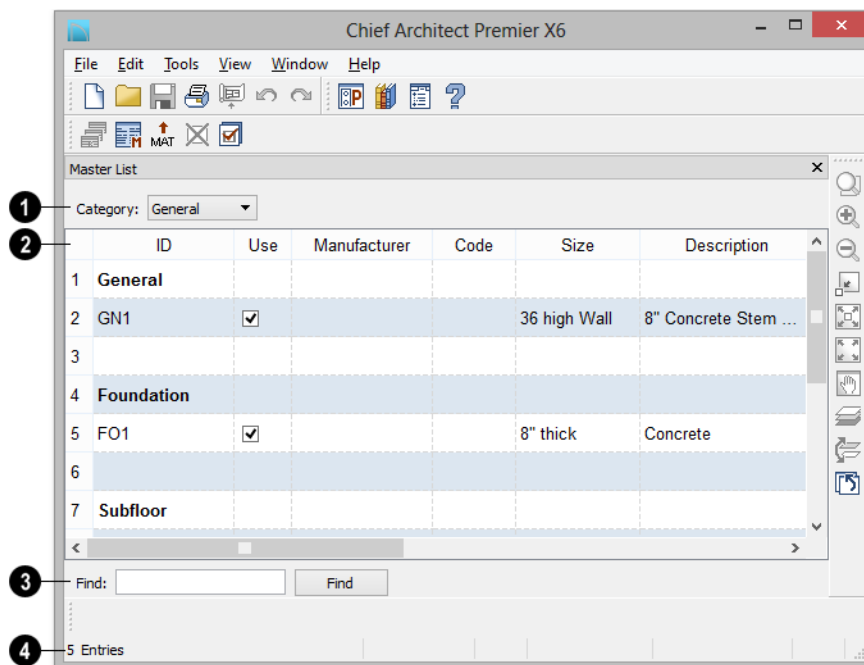 Chief Architect Premier X6
File Edit Tools View Window Help
P ?
M MAT
Master List
1 Category: General
2 ID Use Manufacturer Code Size Description
1 General
2 GN1 36 high Wall 8" Concrete Stem ...
3
4 Foundation
5 FO1 8" thick Concrete
6
7 Subfloor
3 Find: Find
4 5 Entries